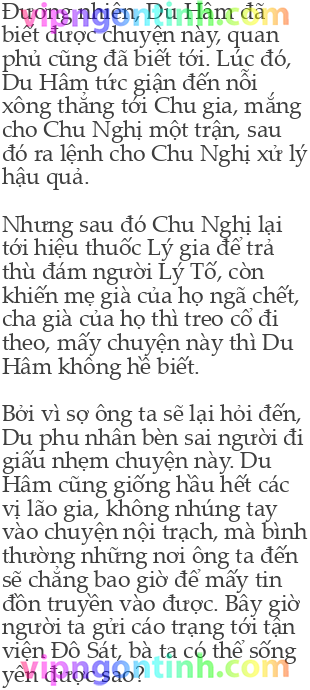 Đương nhiên, Du Hâm đã
vipngontinh.com
biết được chuyện này, quan
phủ cũng đã biết tới. Lúc đó,
Du Hâm tức giận đến nỗi
xông thẳng tới Chu gia, mắng
cho Chu Nghị một trận, sau
đó ra lệnh cho Chu Nghị xử lý
hậu quả.
Nhưng sau đó Chu Nghị lại
tới hiệu thuốc Lý gia để trả
thù đám người Lý Tố, còn
khiến mẹ già của họ ngã chết,
cha già của họ thì treo cổ đi
theo, mấy chuyện này thì Du
Hâm không hề biết.
Bởi vì sợ ông ta sẽ lại hỏi đến,
Du phu nhân bèn sai người đi
giấu nhẹm chuyện này. Du
Hâm cũng giống hầu hết các
vị lão gia, không nhúng tay
vào chuyện nội trạch, mà bình
thường những nơi ông ta đến
sẽ chẳng bao giờ để mấy tin
đồn truyền vào được. Bây giờ
người ta gửi cáo trạng tới tận
viện Đô Sát, bà ta có thể sống
yên được sao?
vipngontinh.com